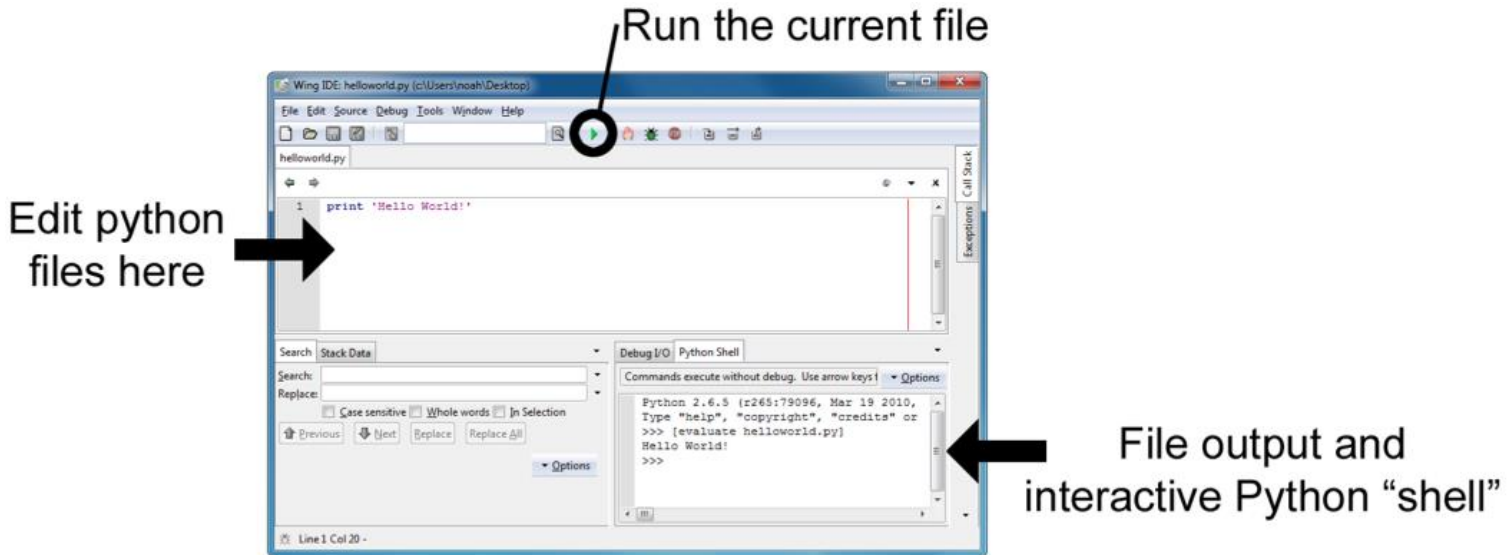 Run the current file
Wing IDE: helloworld.py (c:\Users\noah\Desktop)
File Edit Source Debug Tools Window Help
helloworld.py
Call Stack
Exceptions
1 print 'Hello World!'
Edit python
files here
Search Stack Data
Search:
Replace:
Case sensitive Whole words In Selection
Previous Next Replace Replace All
Options
Debug I/O Python Shell
Commands execute without debug. Use arrow keys Options
Python 2.6.5 (r265:79096, Mar 19 2010,
Type "help", "copyright", "credits" or
>>> [evaluate helloworld.py]
Hello World!
>>>
File output and
interactive Python “shell”
Line 1 Col 20 -